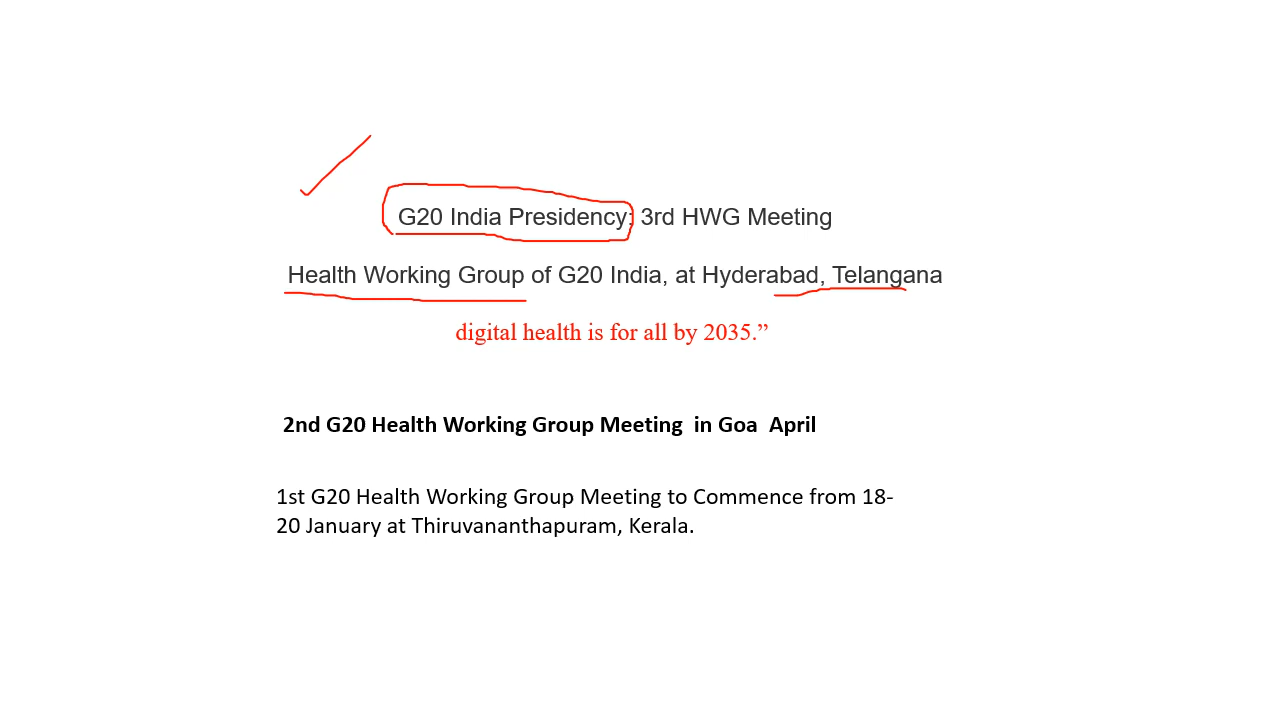 G20 India Presidency: 3rd HWG Meeting
Health Working Group of G20 India, at Hyderabad, Telangana
digital health is for all by 2035.”
2nd G20 Health Working Group Meeting  in Goa  April
1st G20 Health Working Group Meeting to Commence from 18-
20 January at Thiruvananthapuram, Kerala.